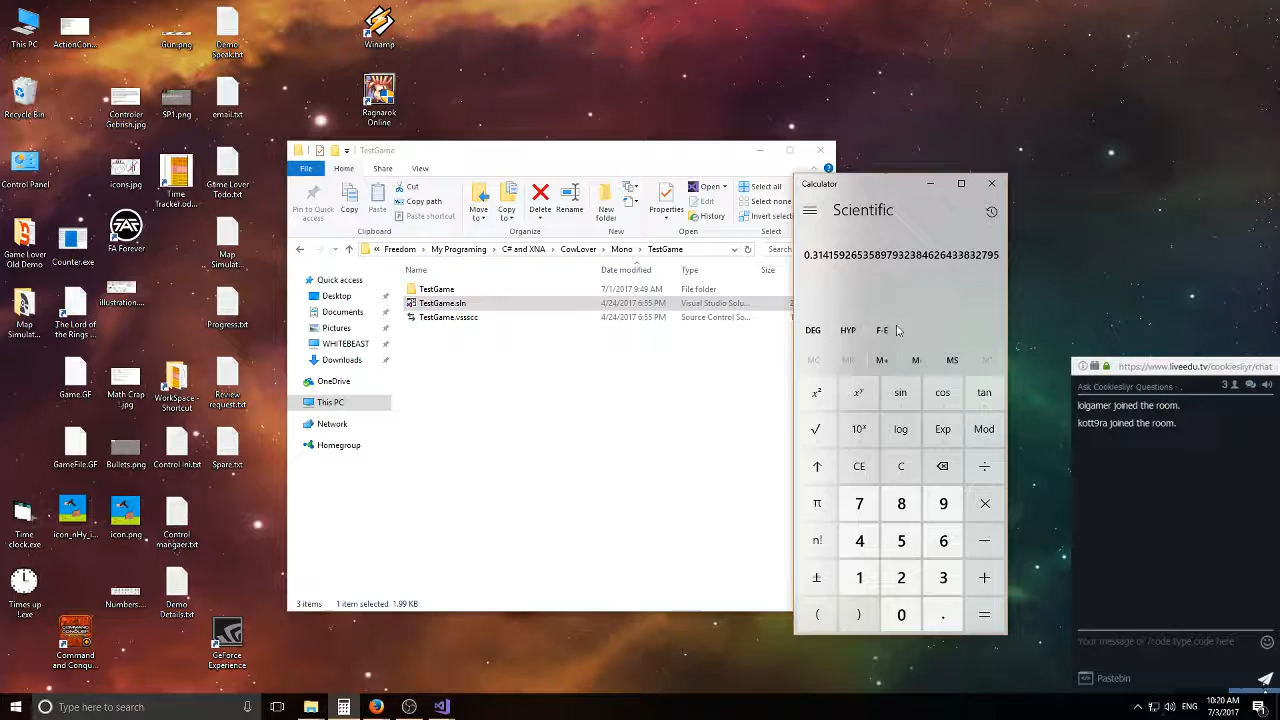 This PC
ActionCon...
Gun.png
Demo
Speak.txt
Winamp
Recycle Bin
Controler
Gebrish.jpg
SP1.png
email.txt
Ragnarok
Online
Control Panel
icons.jpg
Time
Tracker.od...
Game Lover
Todo.txt
Game Lover
Old Demo
Counter.exe
FA Forever
Map
Simulat...
Map
Simulat...
The Lord of
the Rings ...
illustration...
Progress.txt
Game.GF
Math Crap
.jpg
WorkSpace -
Shortcut
Review
request.txt
GameFile.GF
Bullets.png
Control Ini.txt
Spare.txt
Time
clock.exe
icon_nHy_i...
icon.png
Control
mangaer.txt
Times up
!.exe
Numbers...
Demo
Details.txt
Command
and Conqu...
GeForce
Experience
TestGame
File
Home
Share
View
Pin to Quick
access
Copy
Paste
Cut
Copy path
Paste shortcut
Clipboard
Move
to
Copy
to
Delete
Rename
Organize
New
folder
New
Properties
Open
Edit
History
Open
Select all
Select none
Invert selection
Freedom
My Programing
C# and XNA
CowLover
Mono
TestGame
Search
Name
Date modified
Type
Size
TestGame
7/1/2017 9:49 AM
File folder
TestGame.sln
4/24/2017 6:55 PM
Visual Studio Solu...
2
TestGame.vssscc
4/24/2017 6:55 PM
Source Control So...
Quick access
Desktop
Documents
Pictures
WHITEBEAST
Downloads
OneDrive
This PC
Network
Homegroup
3 items
1 item selected
1.99 KB
Calculator
Scientific
0.31415926535897932384626433832795
DEG
HYP
F-E
MC
MR
M+
M-
MS
x²
xʸ
sin
cos
tan
√
10ˣ
log
Exp
Mod
↑
CE
C
÷
π
7
8
9
×
n!
4
5
6
−
±
1
2
3
+
(
)
0
.
=
https://www.liveedu.tv/cookiesliyr/chat
Ask Cookiesliyr Questions - .
3
lolgamer joined the room.
kott9ra joined the room.
Your message or /code type code here
Pastebin
Type here to search
ENG
10:20 AM
7/3/2017